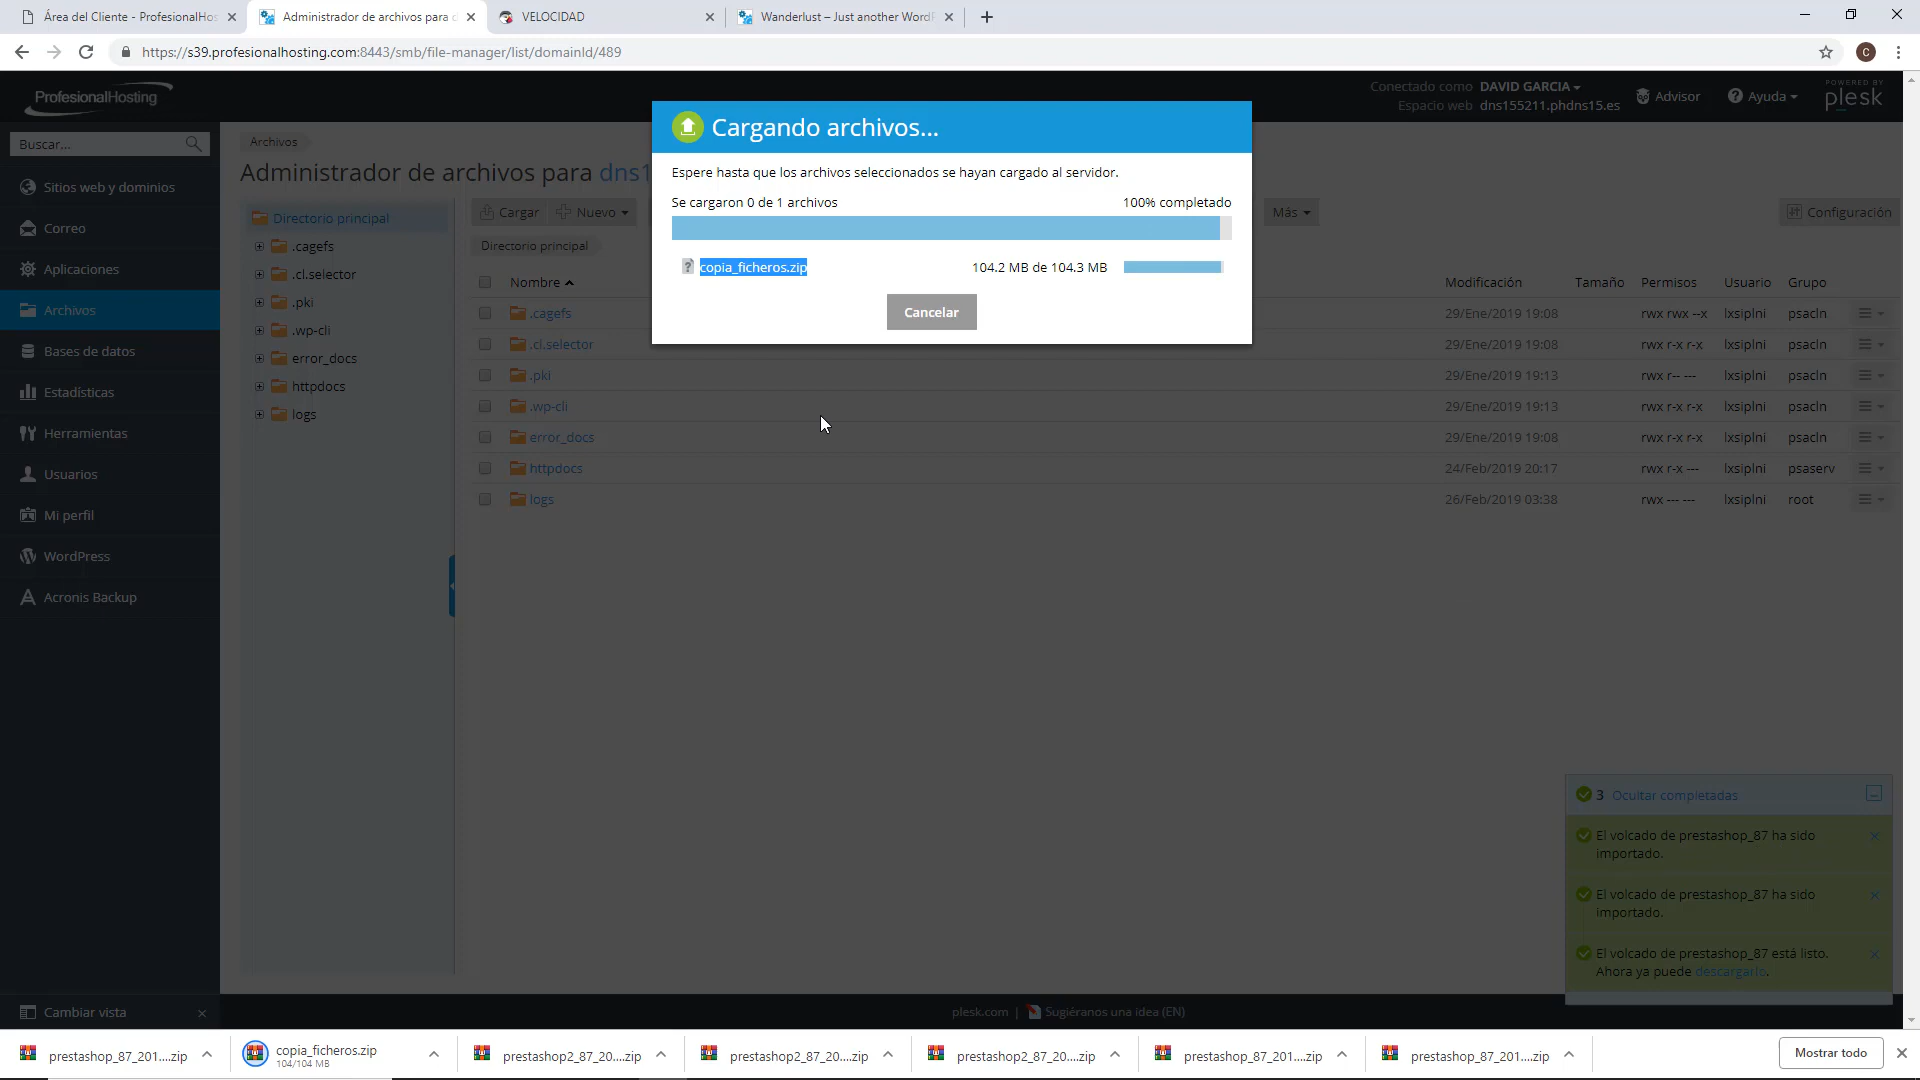 Área del Cliente - ProfesionalHos
Administrador de archivos para d
VELOCIDAD
Wanderlust – Just another WordP
https://s39.profesionalhosting.com:8443/smb/file-manager/list/domainId/489
C
ProfesionalHosting
Conectado como DAVID GARCIA
Espacio web dns155211.phdns15.es
Advisor
Ayuda
POWERED BY
plesk
Buscar...
Sitios web y dominios
Correo
Aplicaciones
Archivos
Bases de datos
Estadísticas
Herramientas
Usuarios
Mi perfil
WordPress
Acronis Backup
Cambiar vista
Archivos
Administrador de archivos para dns1
Directorio principal
.cagefs
.cl.selector
.pki
.wp-cli
error_docs
httpdocs
logs
Cargar
Nuevo
Más
Configuración
Directorio principal
Nombre Modificación Tamaño Permisos Usuario Grupo
.cagefs 29/Ene/2019 19:08 rwx rwx --x lxsiplni psacln
.cl.selector 29/Ene/2019 19:08 rwx r-x r-x lxsiplni psacln
.pki 29/Ene/2019 19:13 rwx r-- --- lxsiplni psacln
.wp-cli 29/Ene/2019 19:13 rwx r-x r-x lxsiplni psacln
error_docs 29/Ene/2019 19:08 rwx r-x r-x lxsiplni psacln
httpdocs 24/Feb/2019 20:17 rwx r-x --- lxsiplni psaserv
logs 26/Feb/2019 03:38 rwx --- --- lxsiplni root
Cargando archivos...
Espere hasta que los archivos seleccionados se hayan cargado al servidor.
Se cargaron 0 de 1 archivos 100% completado
copia_ficheros.zip 104.2 MB de 104.3 MB
Cancelar
3 Ocultar completadas
El volcado de prestashop_87 ha sido
importado.
El volcado de prestashop_87 ha sido
importado.
El volcado de prestashop_87 está listo.
Ahora ya puede descargarlo.
plesk.com | Sugiéranos una idea (EN)
prestashop_87_201....zip
copia_ficheros.zip
104/104 MB
prestashop2_87_20....zip
prestashop2_87_20....zip
prestashop2_87_20....zip
prestashop_87_201....zip
prestashop_87_201....zip
Mostrar todo